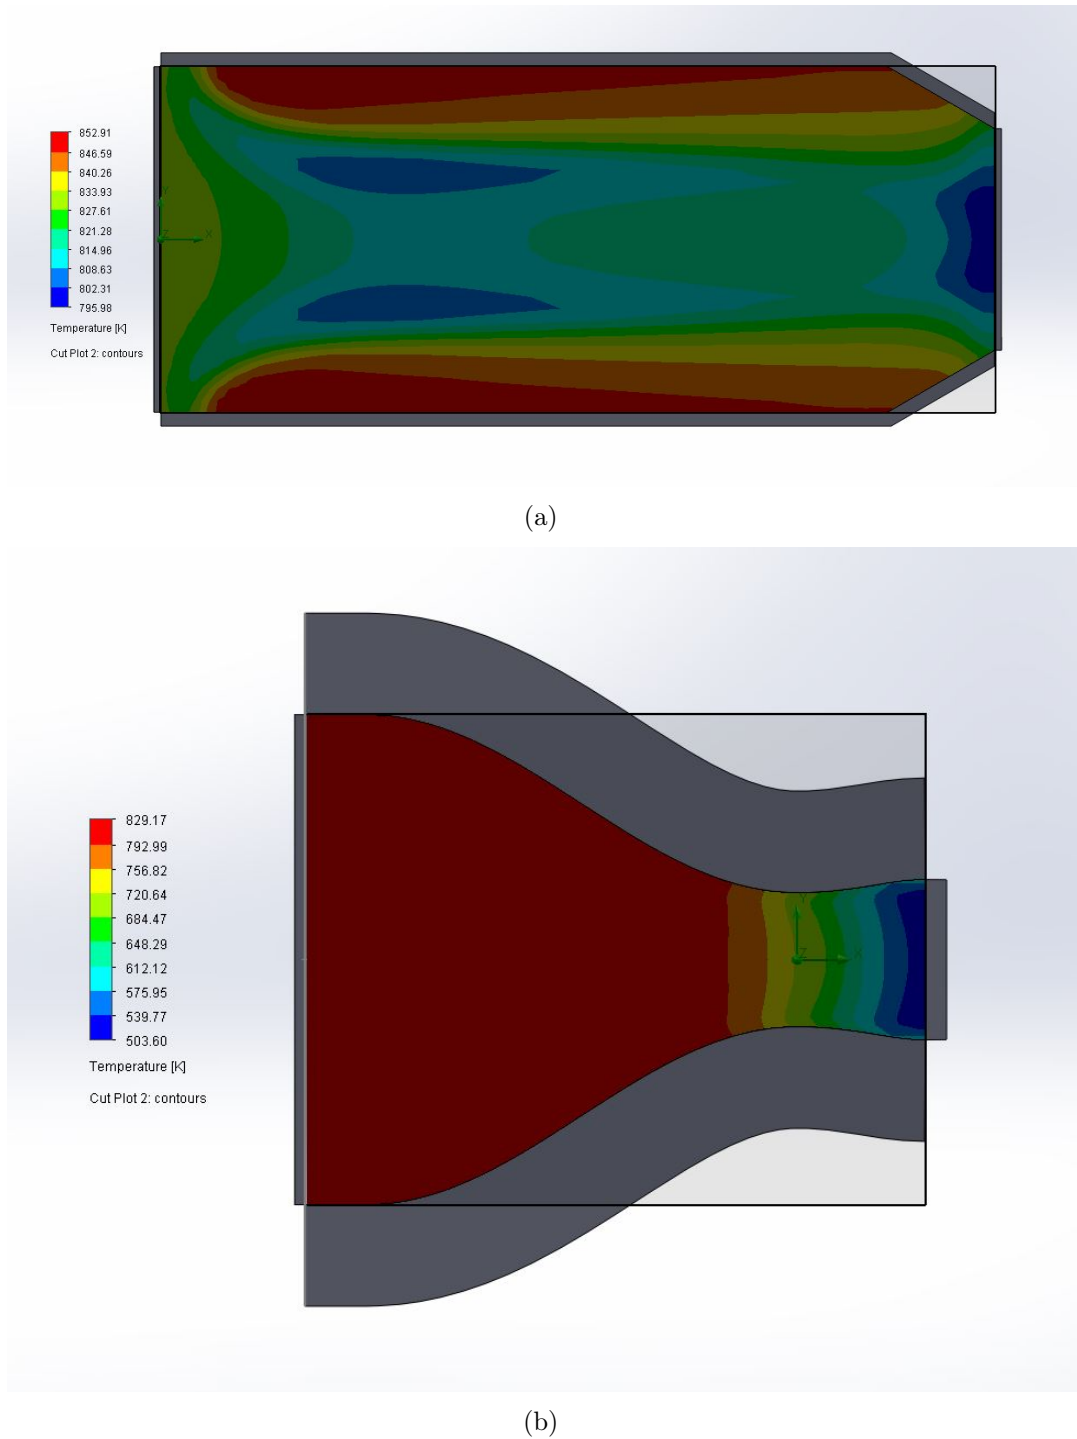 852.91
846.59
840.26
833.93
827.61
821.28
814.96
808.63
802.31
795.98
Temperature [K]
Cut Plot 2: contours
Y
Z
X
(a)
829.17
792.99
756.82
720.64
684.47
648.29
612.12
575.95
539.77
503.60
Temperature [K]
Cut Plot 2: contours
Y
Z
X
(b)